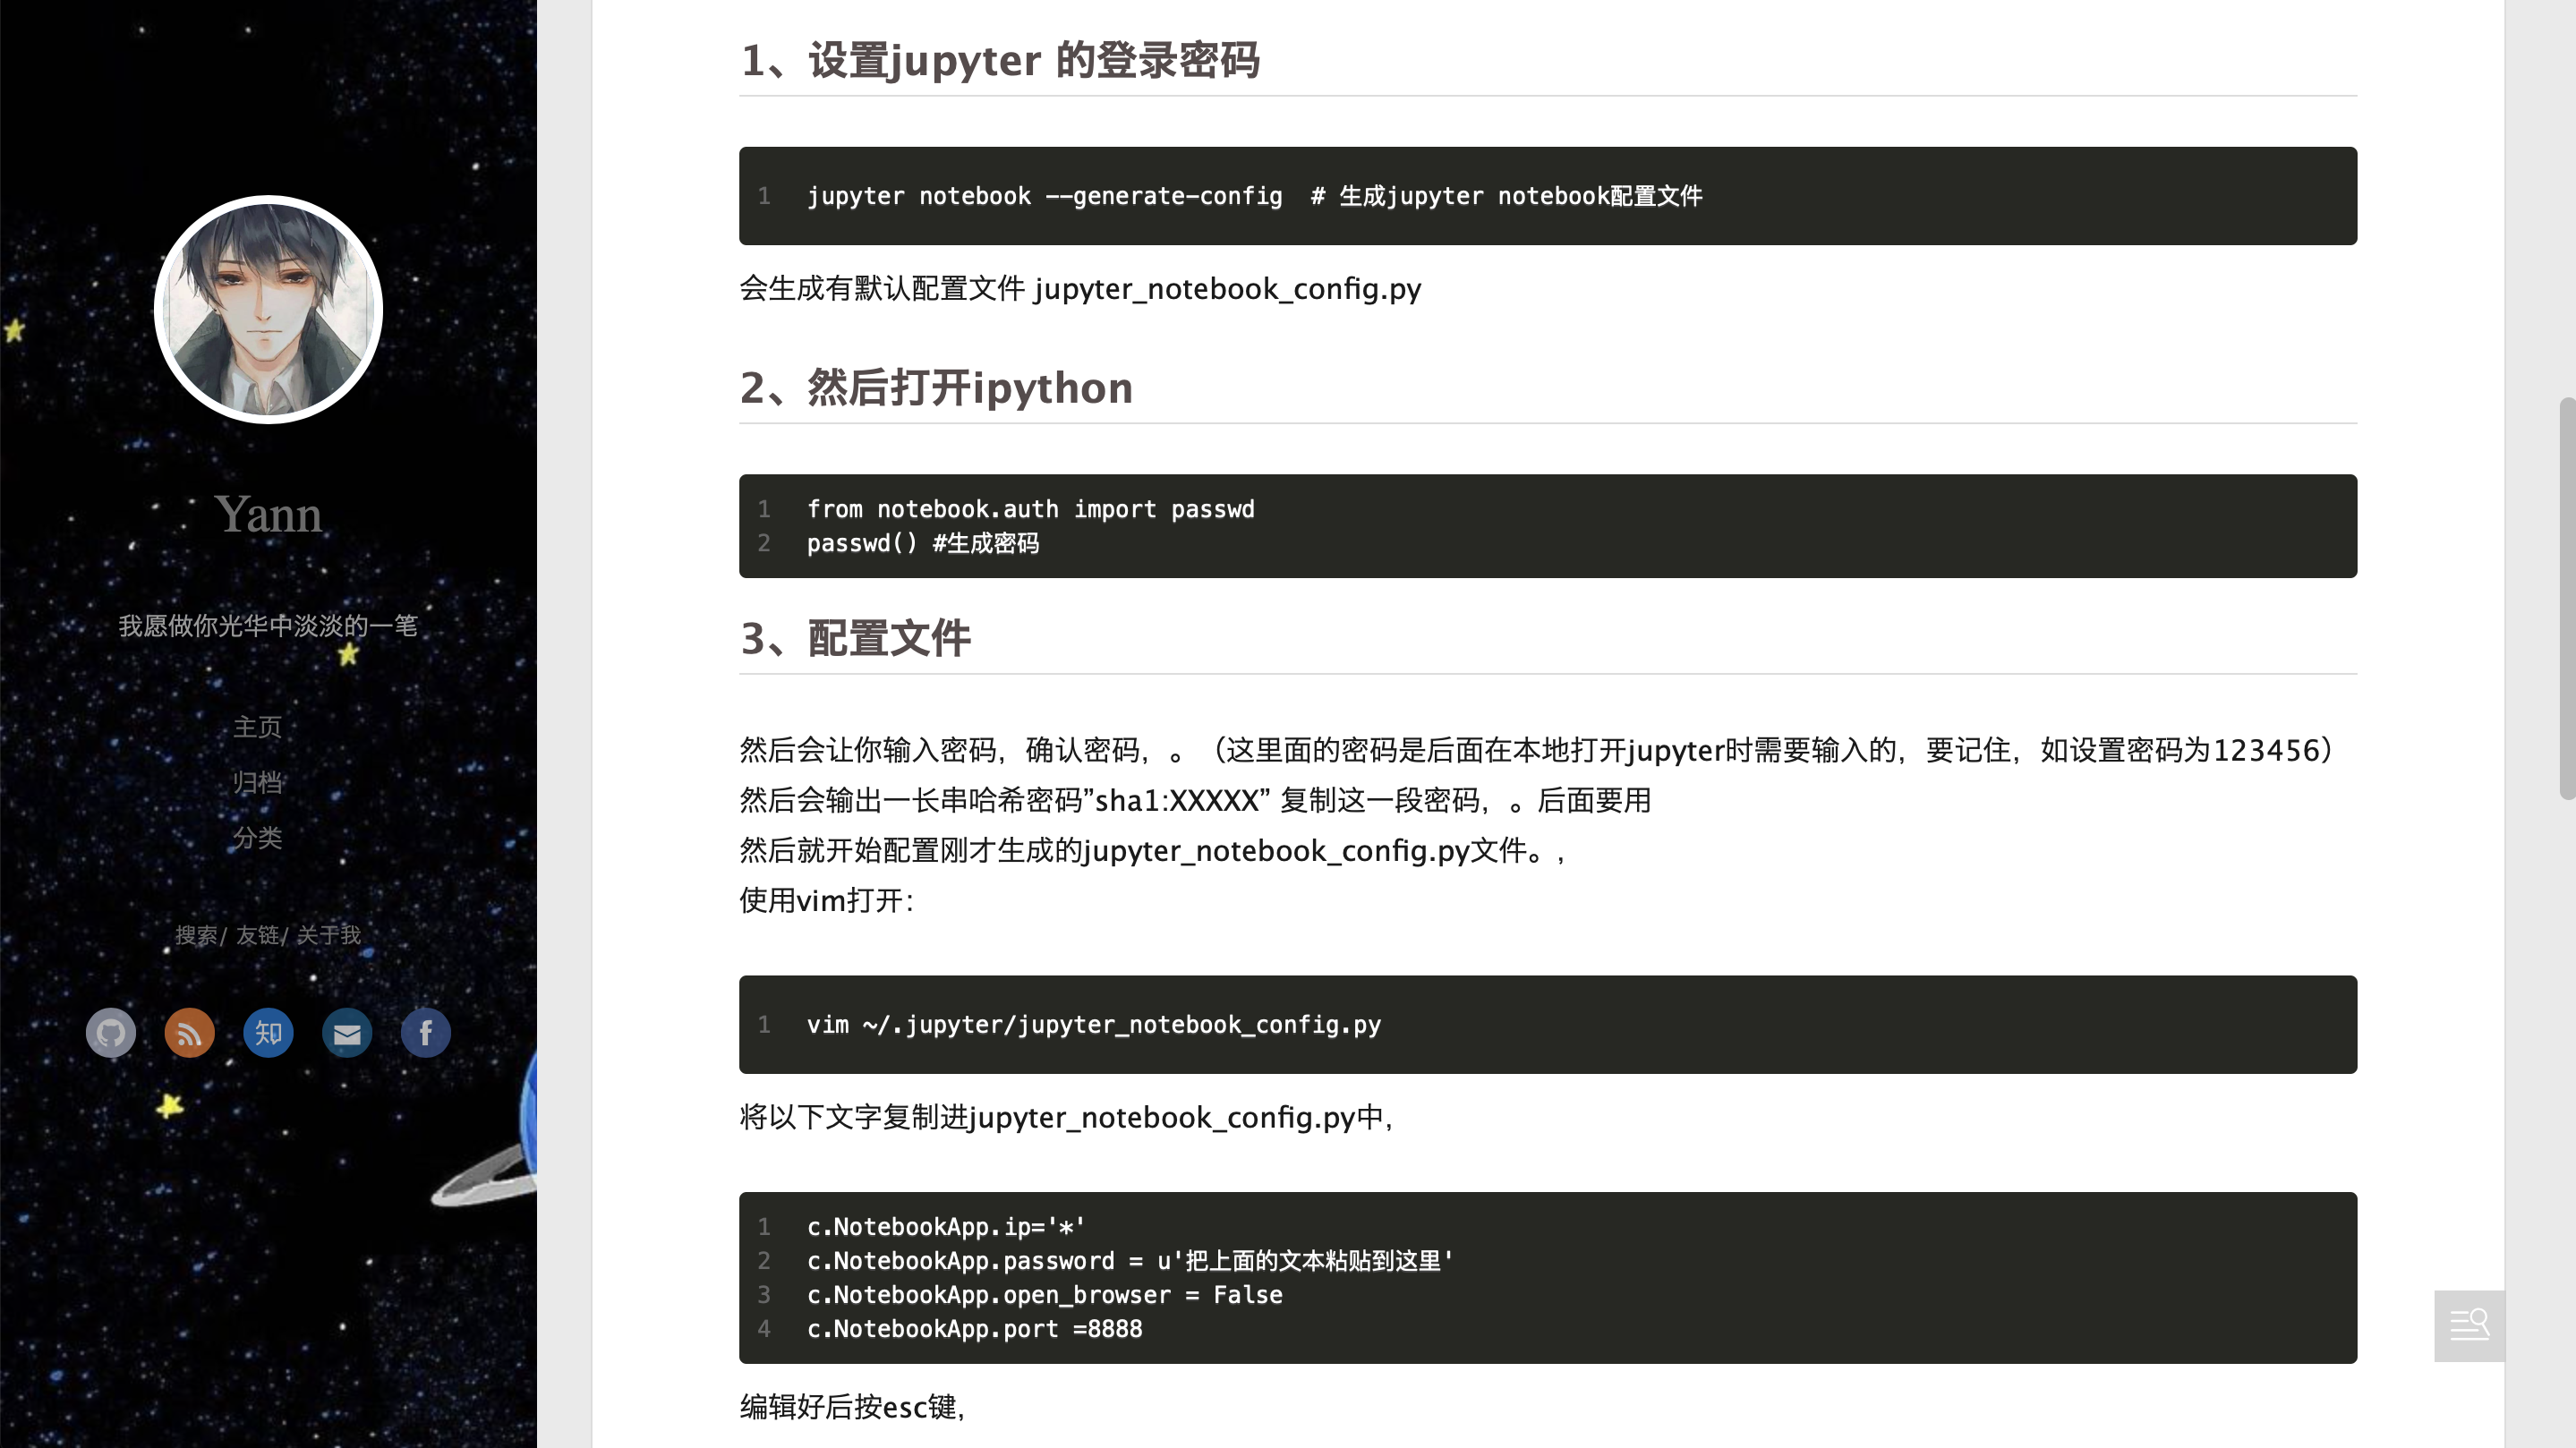 Yann
我愿做你光华中淡淡的一笔
主页
归档
分类
搜索/ 友链/ 关于我
知
f
1、设置jupyter 的登录密码
1 jupyter notebook --generate-config  # 生成jupyter notebook配置文件
会生成有默认配置文件 jupyter_notebook_config.py
2、然后打开ipython
1 from notebook.auth import passwd
2 passwd() #生成密码
3、配置文件
然后会让你输入密码，确认密码，。（这里面的密码是后面在本地打开jupyter时需要输入的，要记住，如设置密码为123456）
然后会输出一长串哈希密码”sha1:XXXXX” 复制这一段密码，。后面要用
然后就开始配置刚才生成的jupyter_notebook_config.py文件。，
使用vim打开：
1 vim ~/.jupyter/jupyter_notebook_config.py
将以下文字复制进jupyter_notebook_config.py中，
1 c.NotebookApp.ip='*'
2 c.NotebookApp.password = u'把上面的文本粘贴到这里'
3 c.NotebookApp.open_browser = False
4 c.NotebookApp.port =8888
编辑好后按esc键，